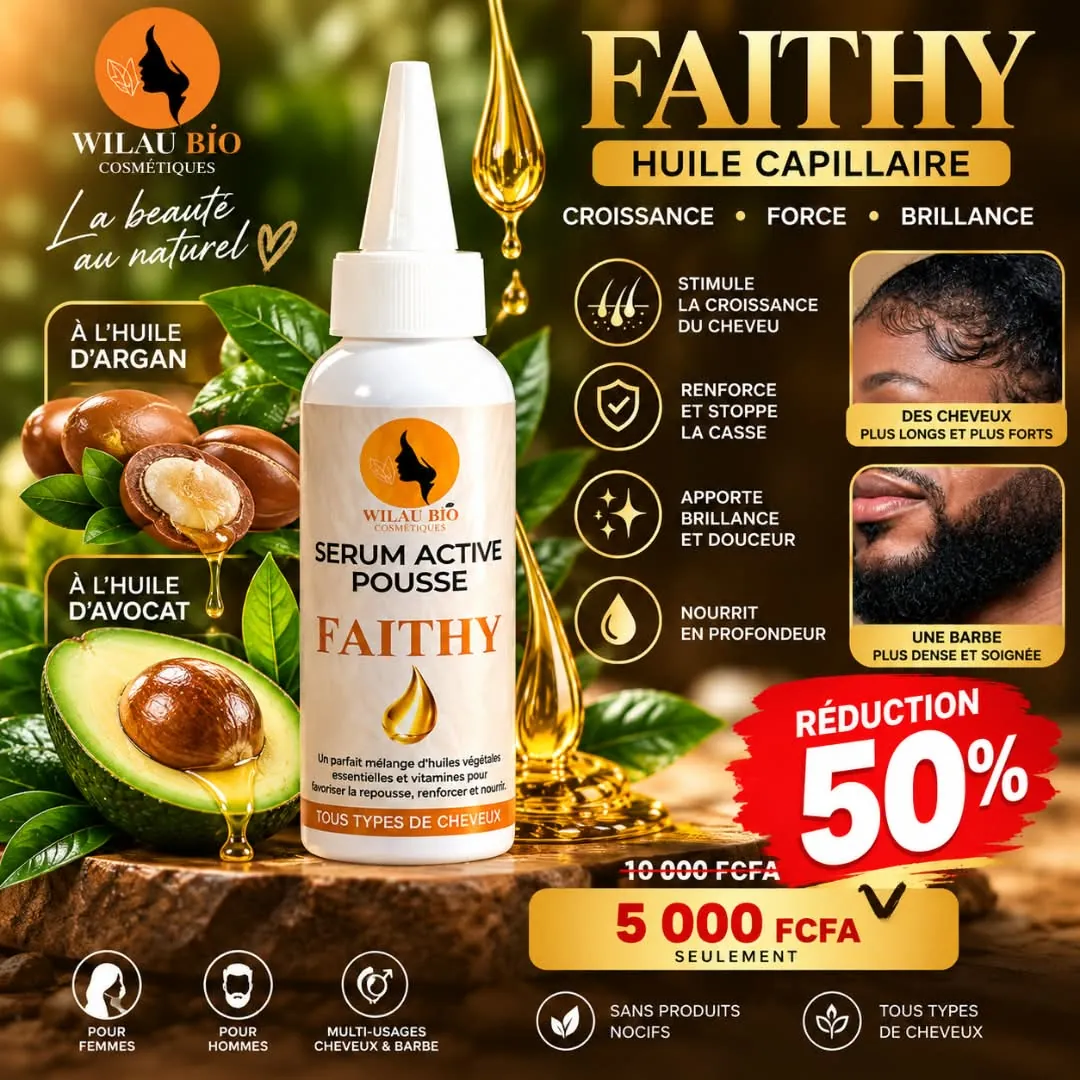 WILAU BIO
COSMÉTIQUES
La beauté
au naturel
À L'HUILE
D'ARGAN
À L'HUILE
D'AVOCAT
WILAU BIO
COSMÉTIQUES
SERUM ACTIVE
POUSSE
FAITHY
Un parfait mélange d'huiles végétales
essentielles et vitamines pour
favoriser la repousse, renforcer et nourrir.
TOUS TYPES DE CHEVEUX
FAITHY
HUILE CAPILLAIRE
CROISSANCE • FORCE • BRILLANCE
STIMULE
LA CROISSANCE
DU CHEVEU
RENFORCE
ET STOPPE
LA CASSE
APPORTE
BRILLANCE
ET DOUCEUR
NOURRIT
EN PROFONDEUR
DES CHEVEUX
PLUS LONGS ET PLUS FORTS
UNE BARBE
PLUS DENSE ET SOIGNÉE
RÉDUCTION
50%
10 000 FCFA
5 000 FCFA
SEULEMENT
POUR
FEMMES
POUR
HOMMES
MULTI-USAGES
CHEVEUX & BARBE
SANS PRODUITS
NOCIFS
TOUS TYPES
DE CHEVEUX